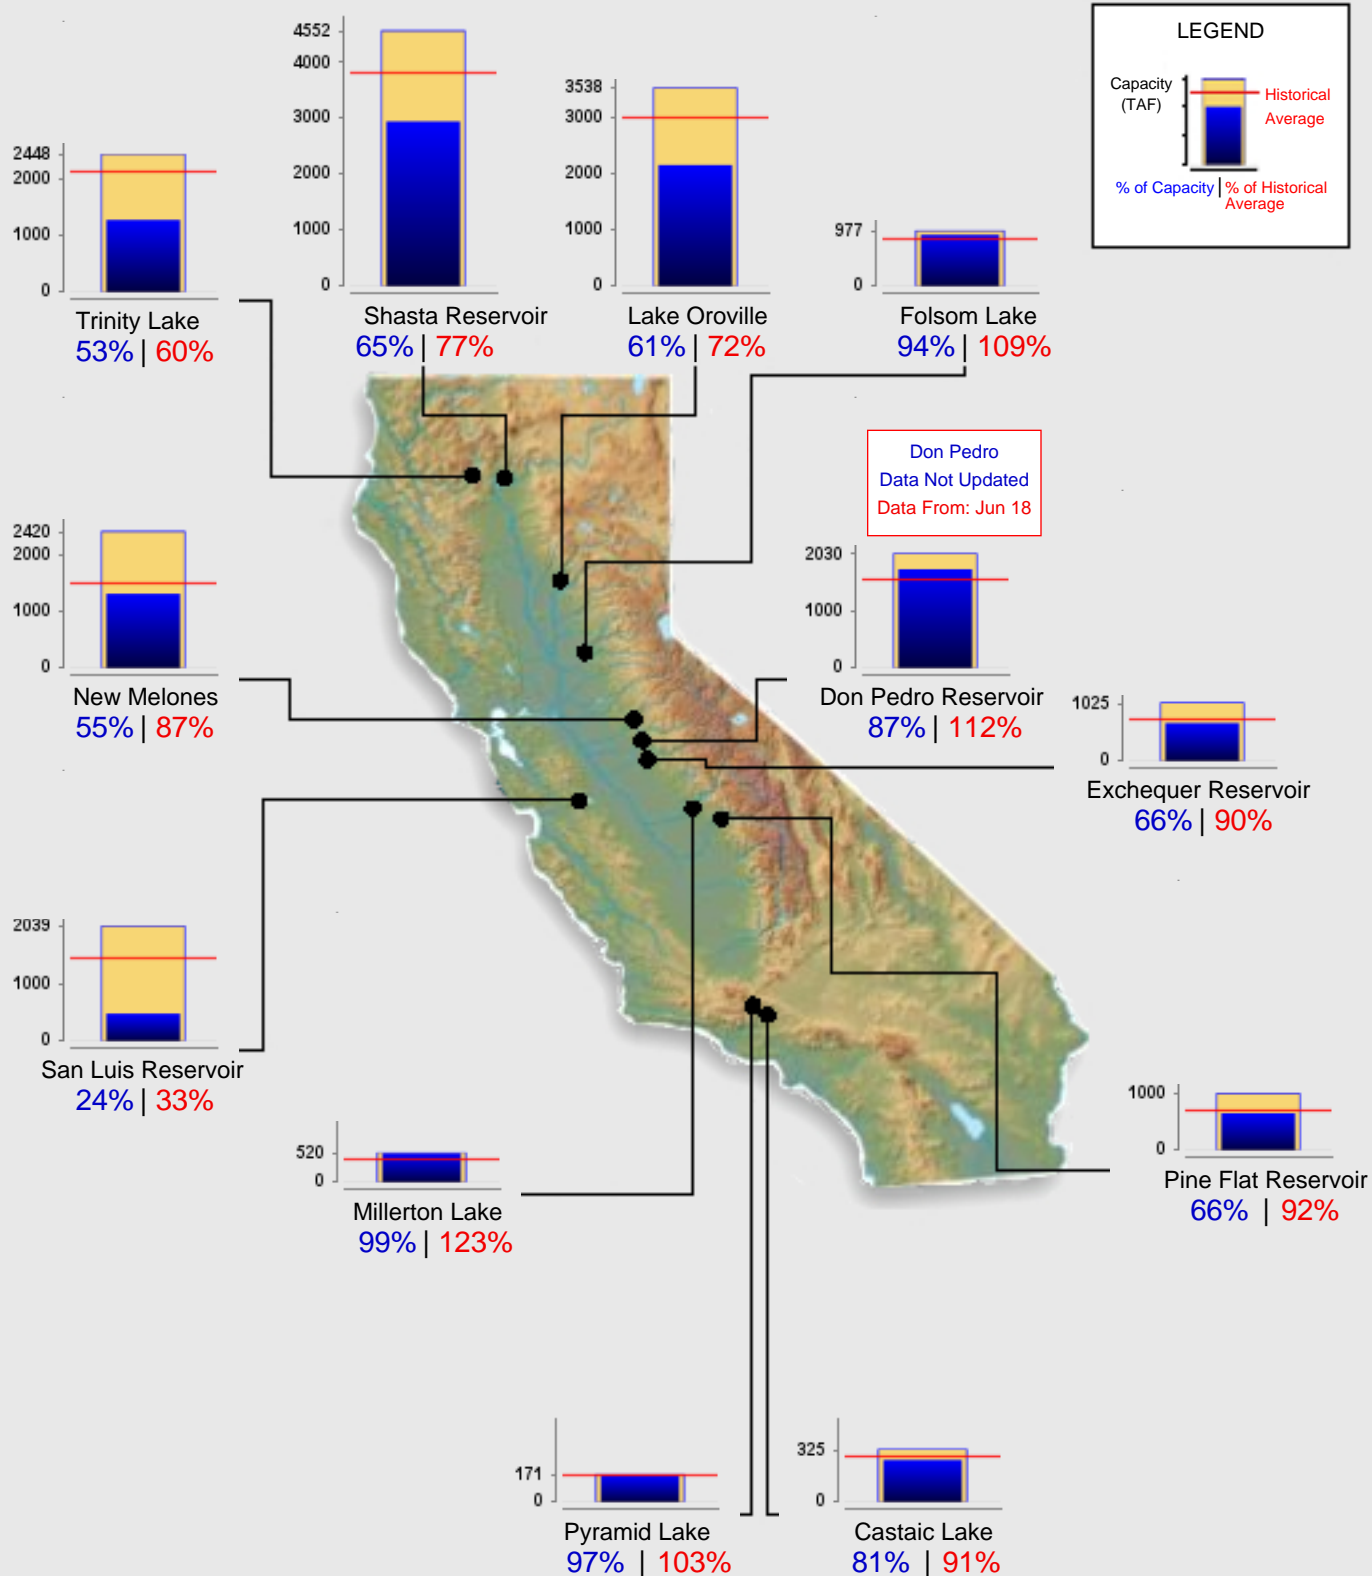 LEGEND
Capacity
(TAF)
Historical
Average
% of Capacity | % of Historical
Average
2448
2000
1000
0
Trinity Lake
53% | 60%
4552
4000
3000
2000
1000
0
Shasta Reservoir
65% | 77%
3538
3000
2000
1000
0
Lake Oroville
61% | 72%
977
0
Folsom Lake
94% | 109%
Don Pedro
Data Not Updated
Data From: Jun 18
2420
2000
1000
0
New Melones
55% | 87%
2030
1000
0
Don Pedro Reservoir
87% | 112%
1025
0
Exchequer Reservoir
66% | 90%
2039
1000
0
San Luis Reservoir
24% | 33%
520
0
Millerton Lake
99% | 123%
1000
0
Pine Flat Reservoir
66% | 92%
171
0
Pyramid Lake
97% | 103%
325
0
Castaic Lake
81% | 91%